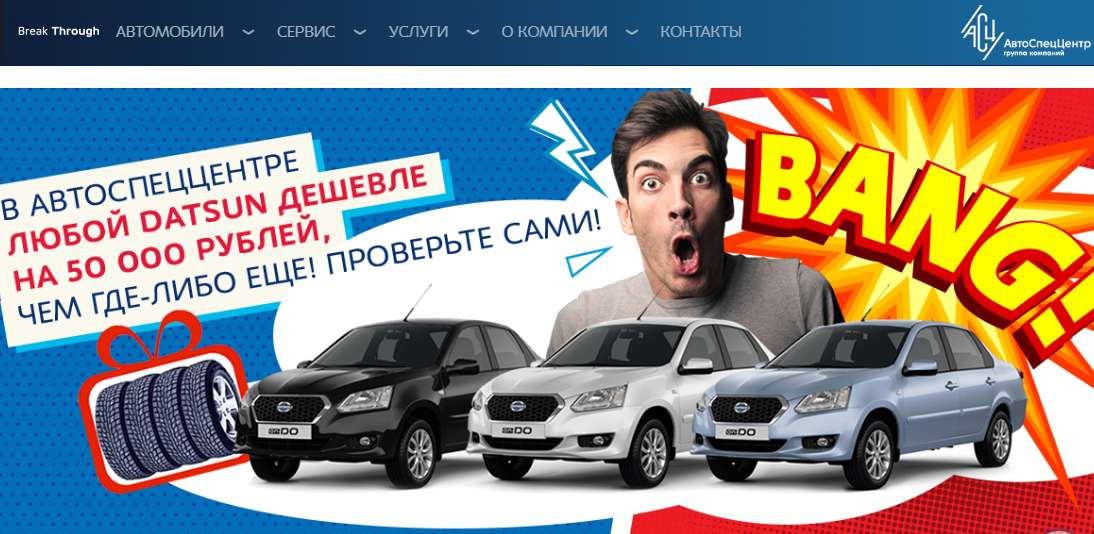 Break Through
АВТОМОБИЛИ
СЕРВИС
УСЛУГИ
О КОМПАНИИ
КОНТАКТЫ
АСЦ
АвтоСпецЦентр
группа компаний
В АВТОСПЕЦЦЕНТРЕ
ЛЮБОЙ DATSUN ДЕШЕВЛЕ
НА 50 000 РУБЛЕЙ,
ЧЕМ ГДЕ-ЛИБО ЕЩЕ! ПРОВЕРЬТЕ САМИ!
BANG!
on-DO
on-DO
on-DO